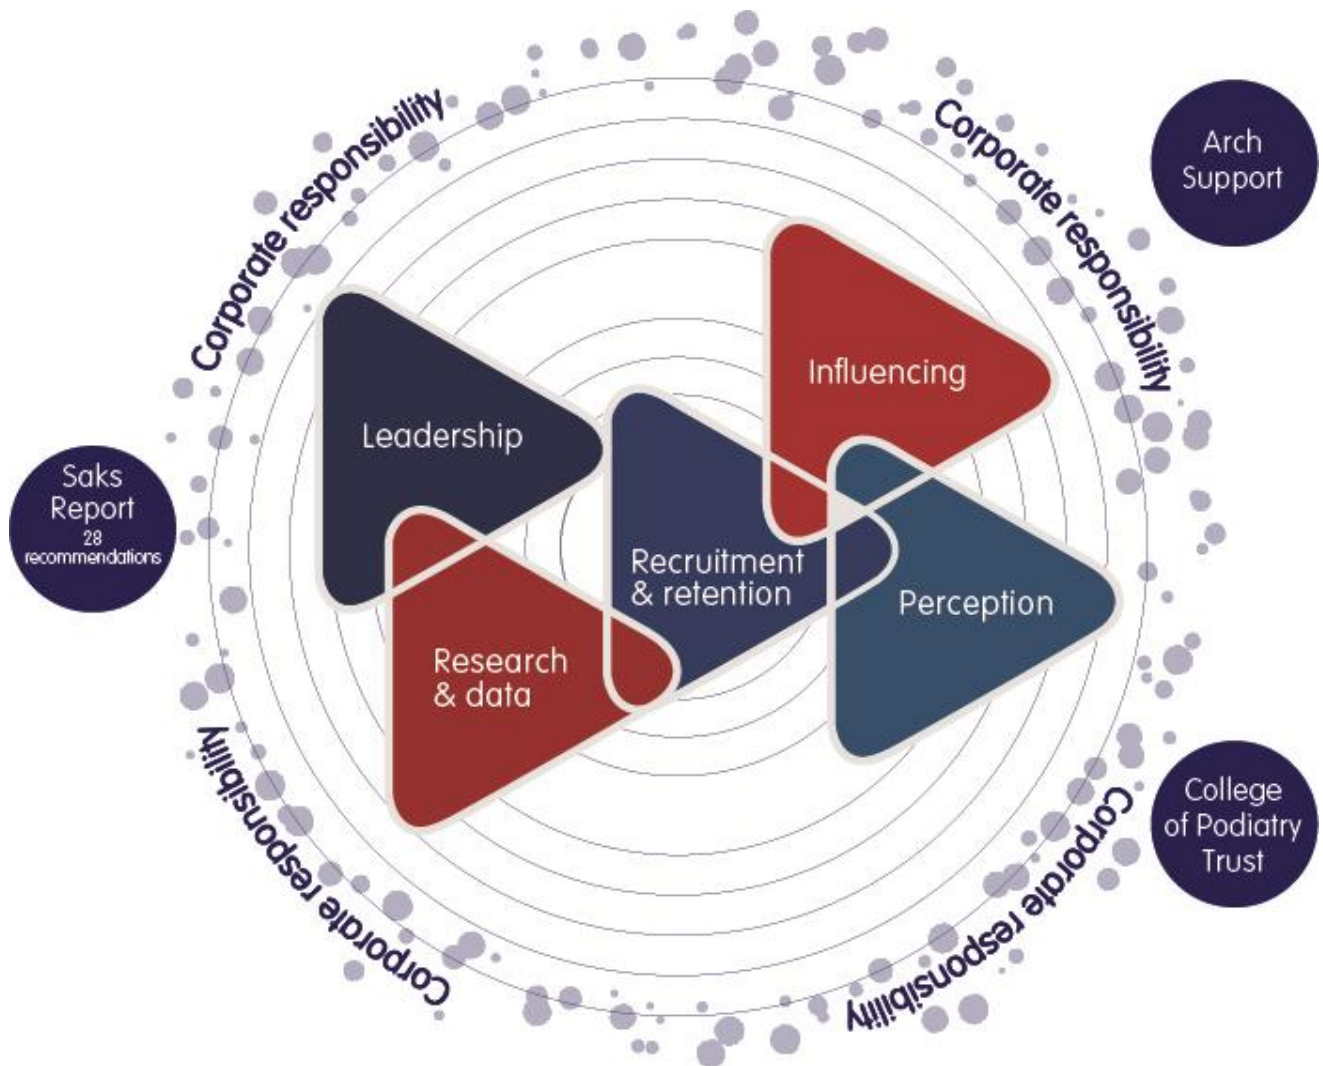 Corporate responsibility
Corporate responsibility
Arch
Support
Influencing
Leadership
Saks
Report
28
recommendations
Recruitment
& retention
Perception
Research
& data
College
of Podiatry
Trust
Corporate responsibility
Corporate responsibility